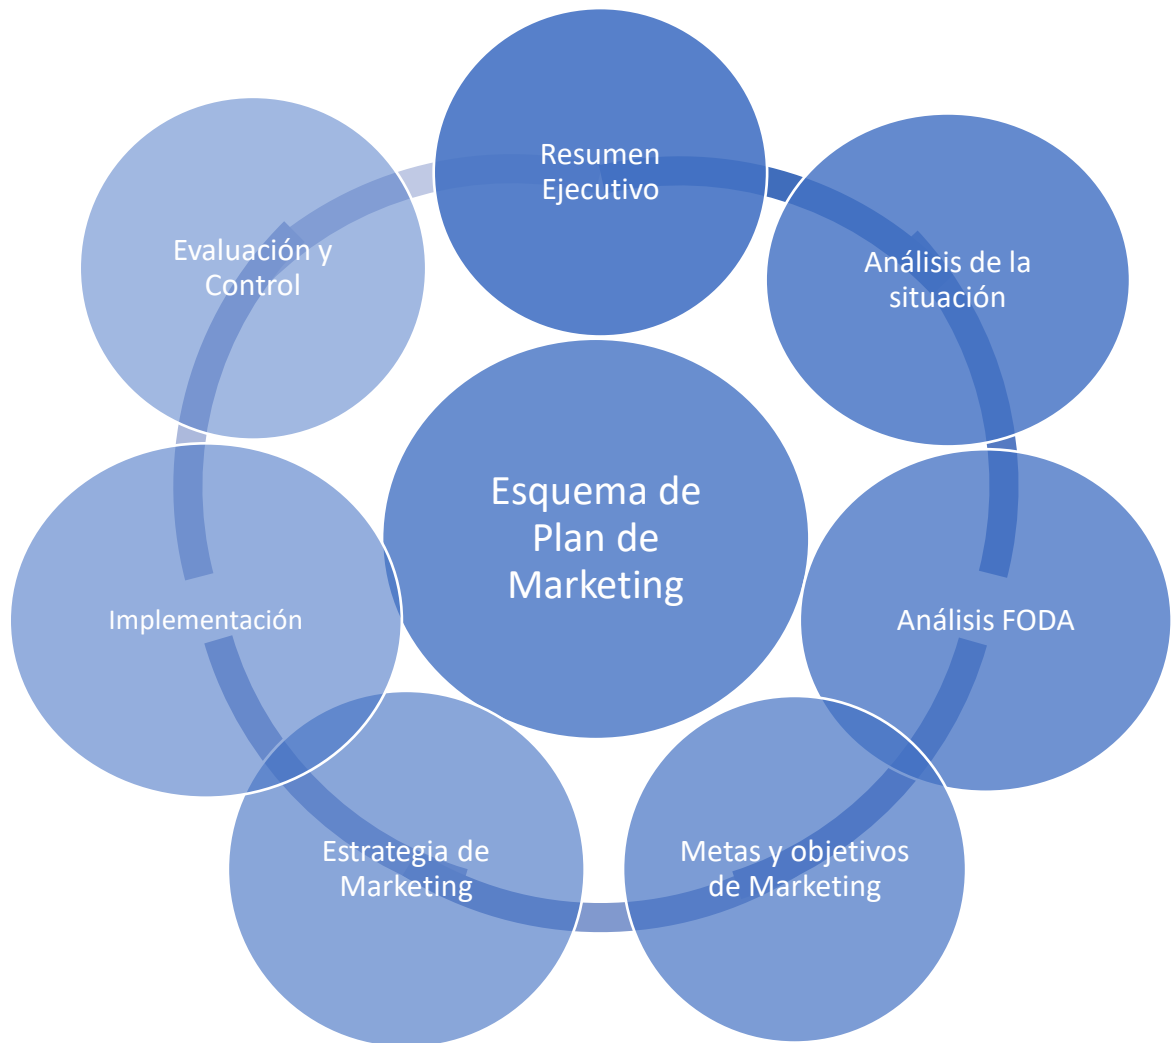 Resumen
Ejecutivo
Análisis de la
situación
Análisis FODA
Metas y objetivos
de Marketing
Estrategia de
Marketing
Implementación
Evaluación y
Control
Esquema de
Plan de
Marketing